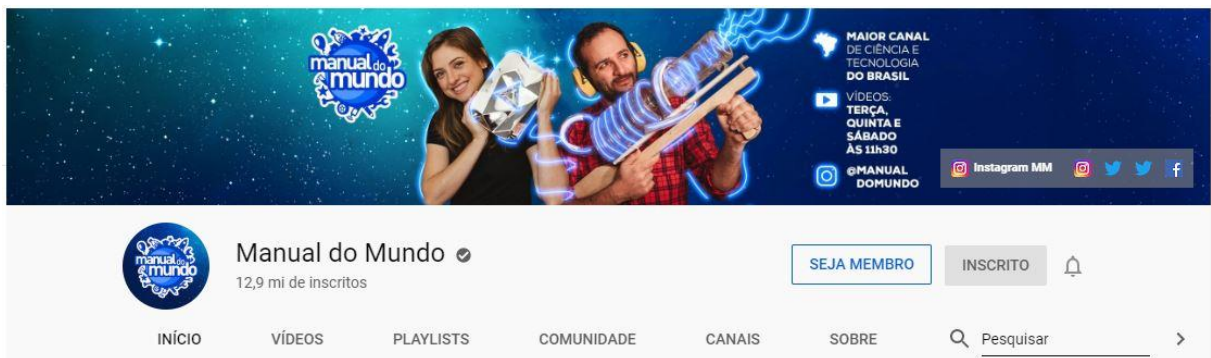 manual do
mundo
MAIOR CANAL
DE CIÊNCIA E
TECNOLOGIA
DO BRASIL
VÍDEOS:
TERÇA,
QUINTA E
SÁBADO
ÀS 11h30
@MANUAL
DOMUNDO
Instagram MM
manual do
mundo
Manual do Mundo
12,9 mi de inscritos
SEJA MEMBRO
INSCRITO
INÍCIO VÍDEOS PLAYLISTS COMUNIDADE CANAIS SOBRE Pesquisar